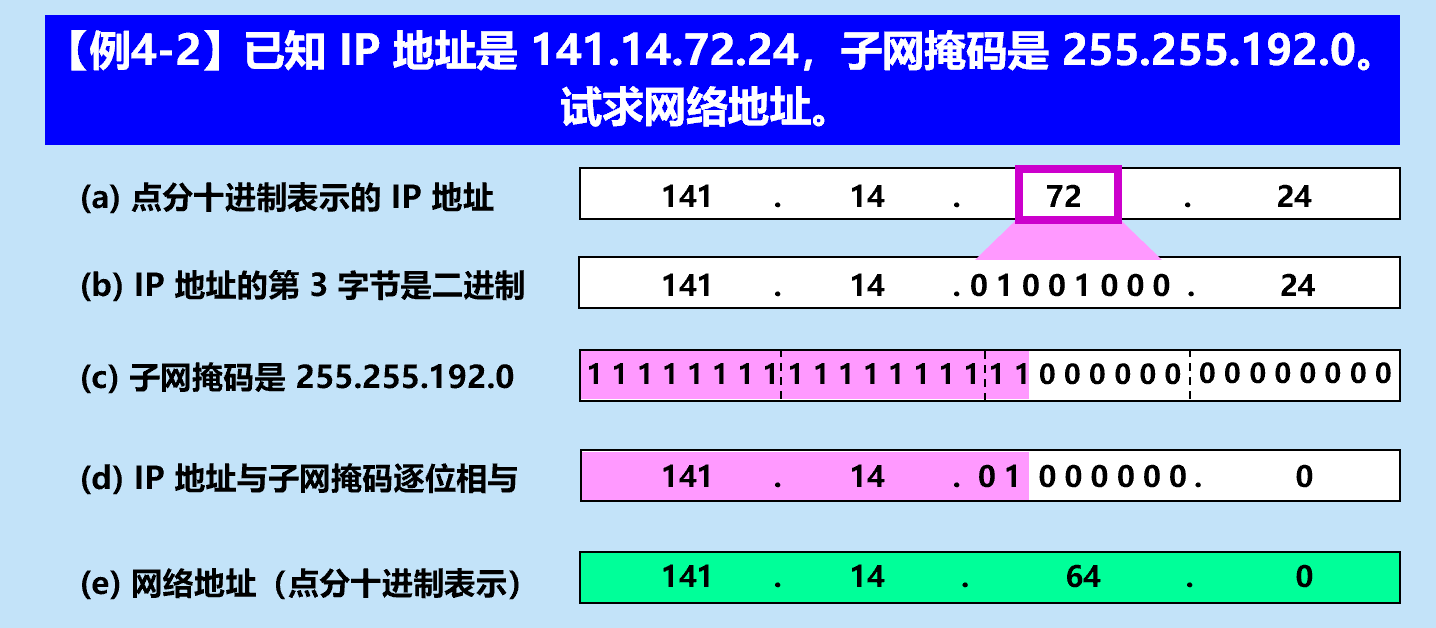 【例4-2】已知 IP 地址是 141.14.72.24，子网掩码是 255.255.192.0。
试求网络地址。
(a) 点分十进制表示的 IP 地址 141 . 14 . 72 . 24
(b) IP 地址的第 3 字节是二进制 141 . 14 . 0 1 0 0 1 0 0 0 . 24
(c) 子网掩码是 255.255.192.0 1 1 1 1 1 1 1 1 1 1 1 1 1 1 1 1 1 1 0 0 0 0 0 0 0 0 0 0 0 0 0 0
(d) IP 地址与子网掩码逐位相与 141 . 14 . 0 1 0 0 0 0 0 0 . 0
(e) 网络地址（点分十进制表示） 141 . 14 . 64 . 0